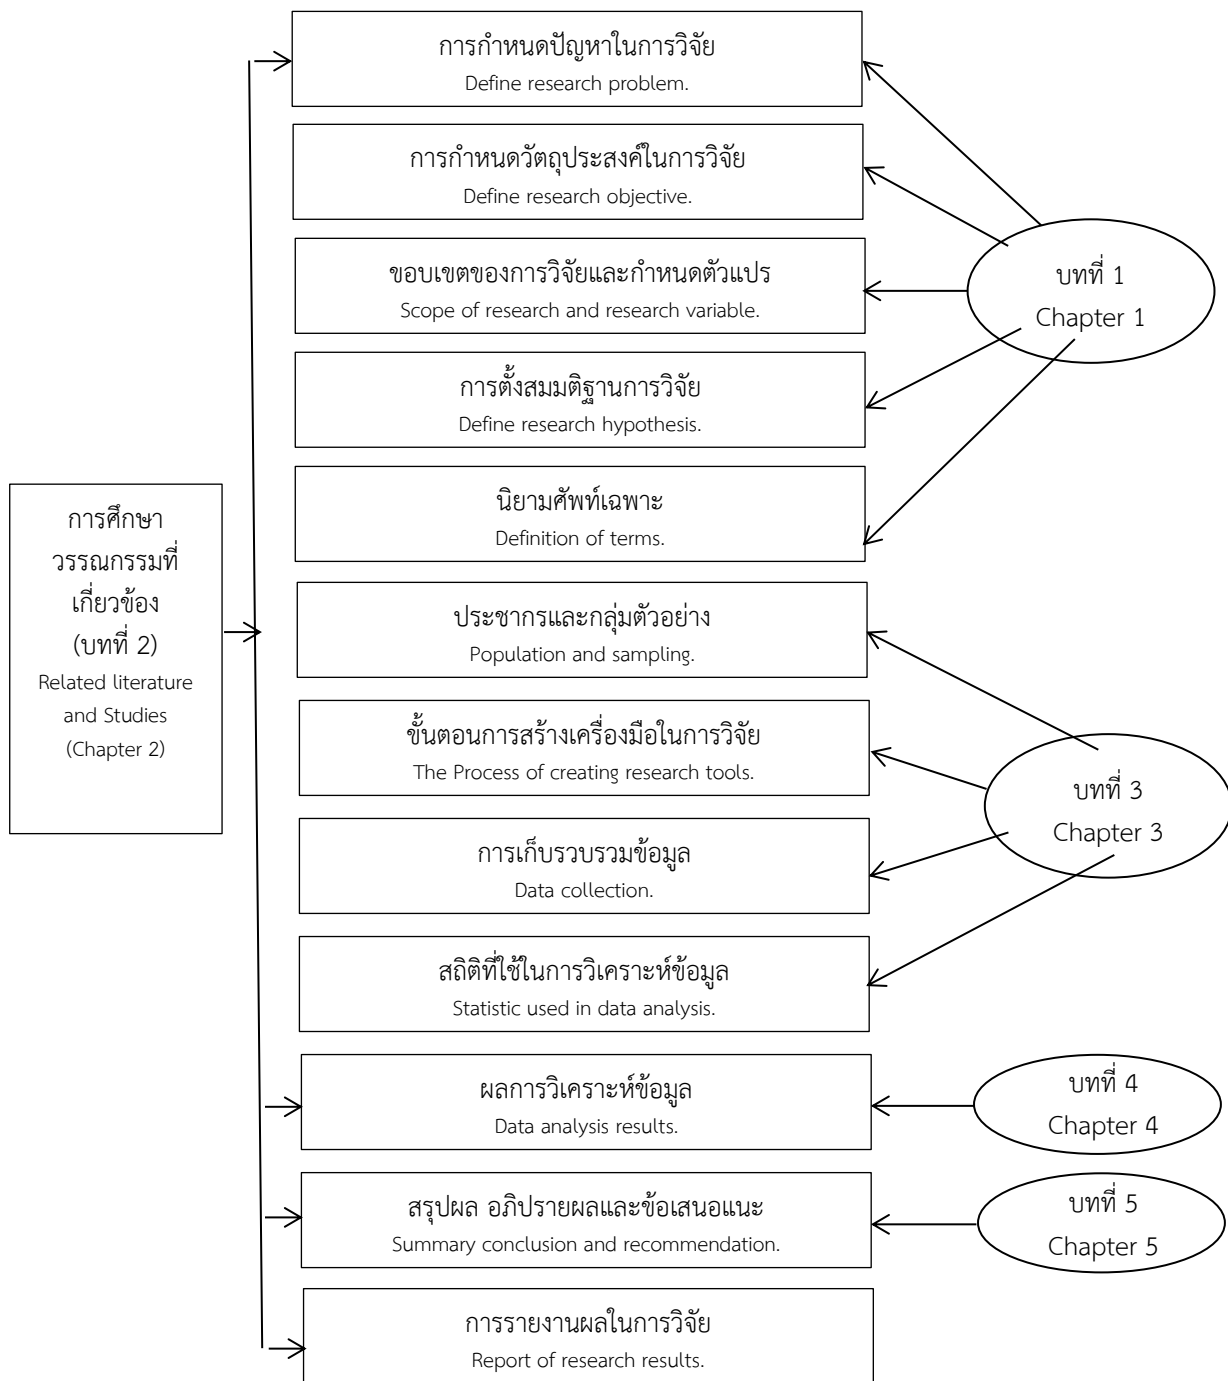 การกำหนดปัญหาในการวิจัย
Define research problem.
การกำหนดวัตถุประสงค์ในการวิจัย
Define research objective.
ขอบเขตของการวิจัยและกำหนดตัวแปร
Scope of research and research variable.
การตั้งสมมติฐานการวิจัย
Define research hypothesis.
นิยามศัพท์เฉพาะ
Definition of terms.
บทที่ 1
Chapter 1
การศึกษา
วรรณกรรมที่
เกี่ยวข้อง
(บทที่ 2)
Related literature
and Studies
(Chapter 2)
ประชากรและกลุ่มตัวอย่าง
Population and sampling.
ขั้นตอนการสร้างเครื่องมือในการวิจัย
The Process of creating research tools.
การเก็บรวบรวมข้อมูล
Data collection.
สถิติที่ใช้ในการวิเคราะห์ข้อมูล
Statistic used in data analysis.
บทที่ 3
Chapter 3
ผลการวิเคราะห์ข้อมูล
Data analysis results.
บทที่ 4
Chapter 4
สรุปผล อภิปรายผลและข้อเสนอแนะ
Summary conclusion and recommendation.
บทที่ 5
Chapter 5
การรายงานผลในการวิจัย
Report of research results.